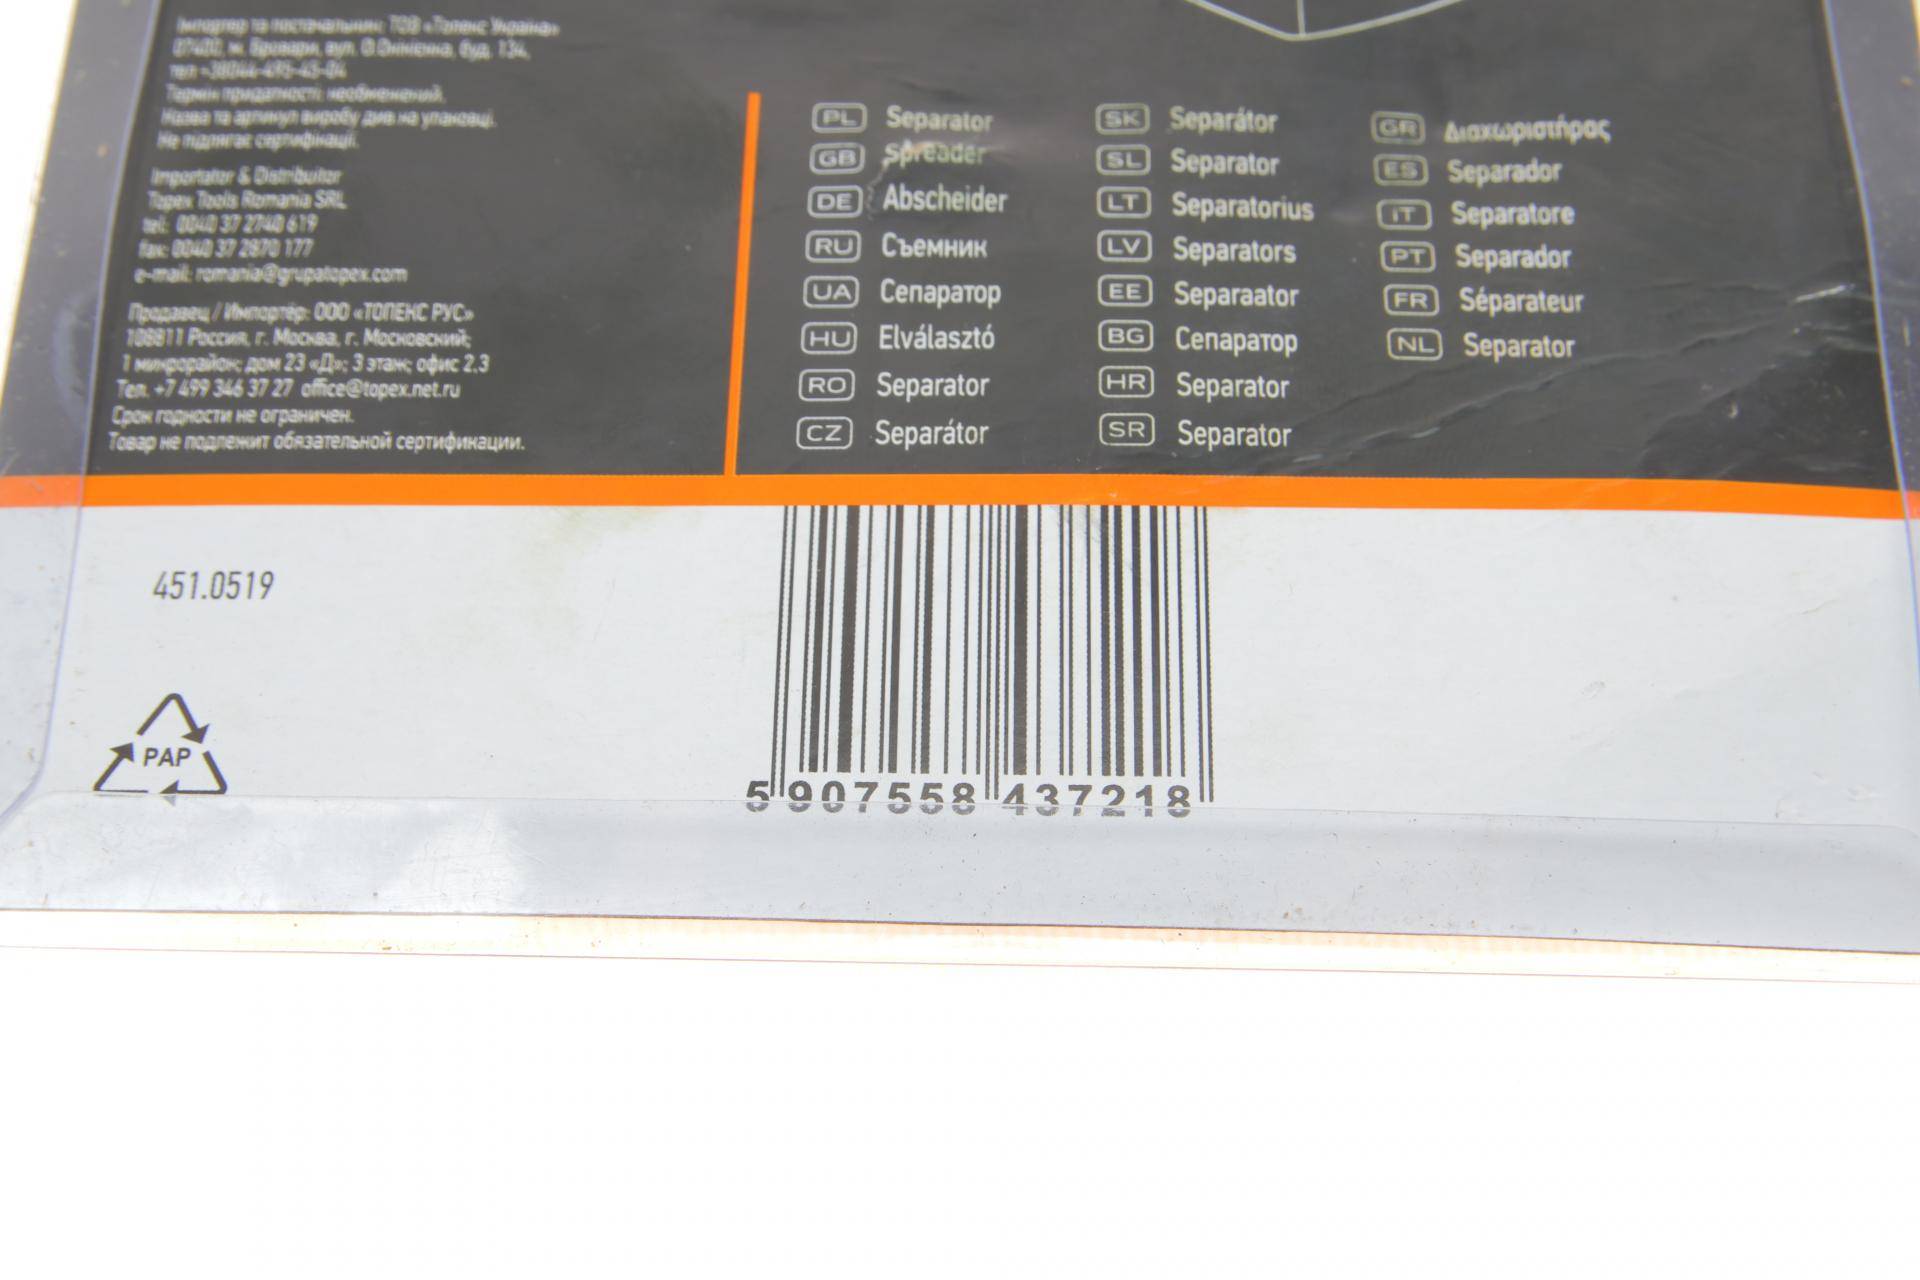 Імпортер та постачальник: ТОВ «Топекс Україна»
07400, м. Бровари, вул. О.Онікієнка, буд. 134,
тел +38044-495-45-04
Термін придатності: необмежений.
Назва та артикул виробу див на упаковці.
Не підлягає сертифікації.
Importator & Distribuitor
Topex Tools Romania SRL
tel: 0040 37 2740 619
fax: 0040 37 2870 177
e-mail: romania@grupatopex.com
Продавец / Импортёр: ООО «ТОПЕКС РУС»
108811 Россия, г. Москва, г. Московский;
1 микрорайон; дом 23 «Д»; 3 этаж; офис 2,3
Тел. +7 499 346 37 27 office@topex.net.ru
Срок годности не ограничен.
Товар не подлежит обязательной сертификации.
PL Separator
GB Spreader
DE Abscheider
RU Съемник
UA Сепаратор
HU Elválasztó
RO Separator
CZ Separátor
SK Separátor
SL Separator
LT Separatorius
LV Separators
EE Separaator
BG Сепаратор
HR Separator
SR Separator
GR Διαχωριστήρας
ES Separador
IT Separatore
PT Separador
FR Séparateur
NL Separator
451.0519
PAP
5 907558 437218